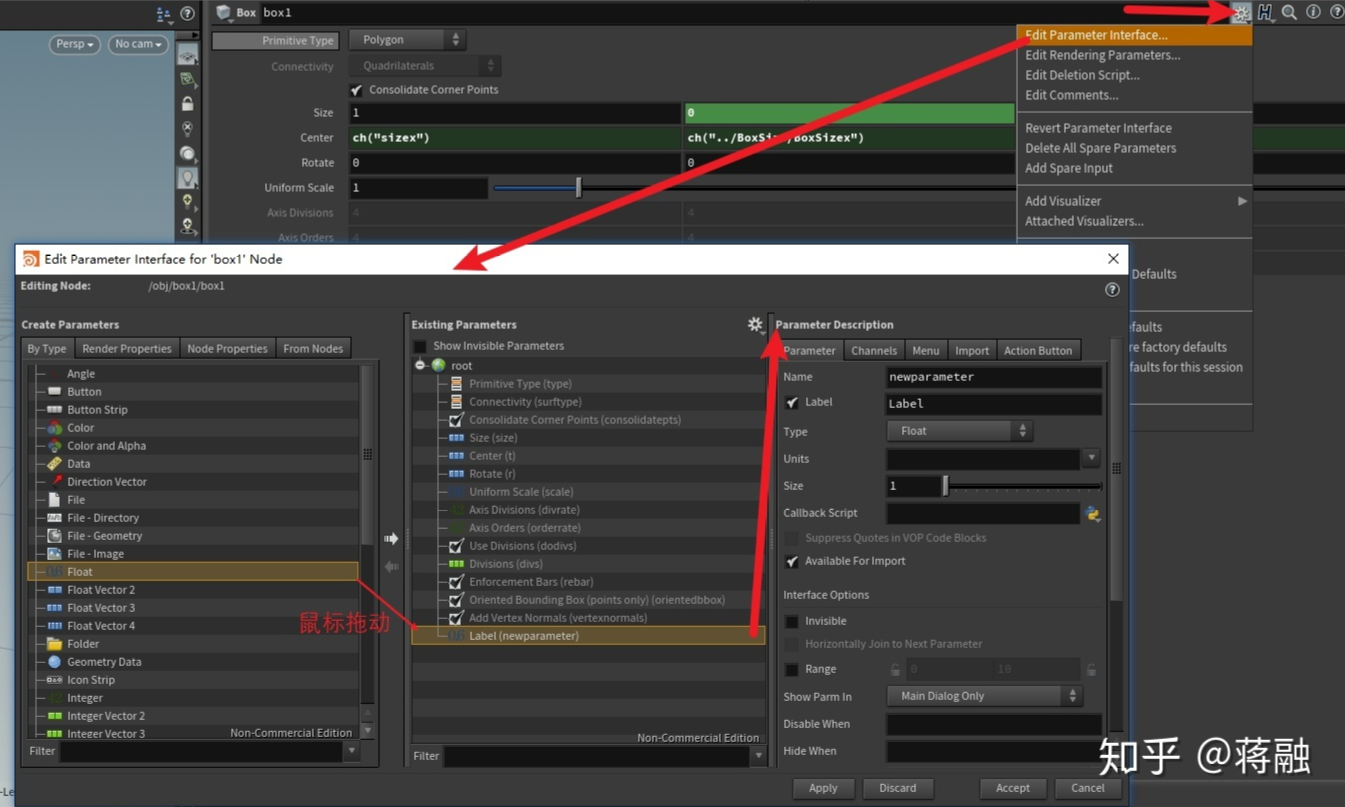 Box box1
Persp
No cam
Primitive Type Polygon
Connectivity Quadrilaterals
Consolidate Corner Points
Size 1 0
Center ch("sizex")
Rotate 0 0
Uniform Scale 1
Axis Divisions 4 4
Axis Orders 4 4
Edit Parameter Interface...
Edit Rendering Parameters...
Edit Deletion Script...
Edit Comments...
Revert Parameter Interface
Delete All Spare Parameters
Add Spare Input
Add Visualizer
Attached Visualizers...
Defaults
efaults
re factory defaults
faults for this session
Edit Parameter Interface for 'box1' Node
Editing Node: /obj/box1/box1
Create Parameters
By Type Render Properties Node Properties From Nodes
Angle
Button
Button Strip
Color
Color and Alpha
Data
Direction Vector
File
File - Directory
File - Geometry
File - Image
Float
Float Vector 2
Float Vector 3
Float Vector 4
Folder
Geometry Data
Icon Strip
Integer
Integer Vector 2
Integer Vector 3
Non-Commercial Edition
Filter
鼠标拖动
Existing Parameters
Show Invisible Parameters
root
Primitive Type (type)
Connectivity (surftype)
Consolidate Corner Points (consolidatepts)
Size (size)
Center (t)
Rotate (r)
Uniform Scale (scale)
Axis Divisions (divrate)
Axis Orders (orderrate)
Use Divisions (dodivs)
Divisions (divs)
Enforcement Bars (rebar)
Oriented Bounding Box (points only) (orientedbbox)
Add Vertex Normals (vertexnormals)
Label (newparameter)
Non-Commercial Edition
Filter
Parameter Description
Parameter Channels Menu Import Action Button
Name newparameter
Label Label
Type Float
Units
Size 1
Callback Script
Suppress Quotes in VOP Code Blocks
Available For Import
Interface Options
Invisible
Horizontally Join to Next Parameter
Range 0 10
Show Parm In Main Dialog Only
Disable When
Hide When
Apply Discard Accept Cancel
知乎 @蒋融